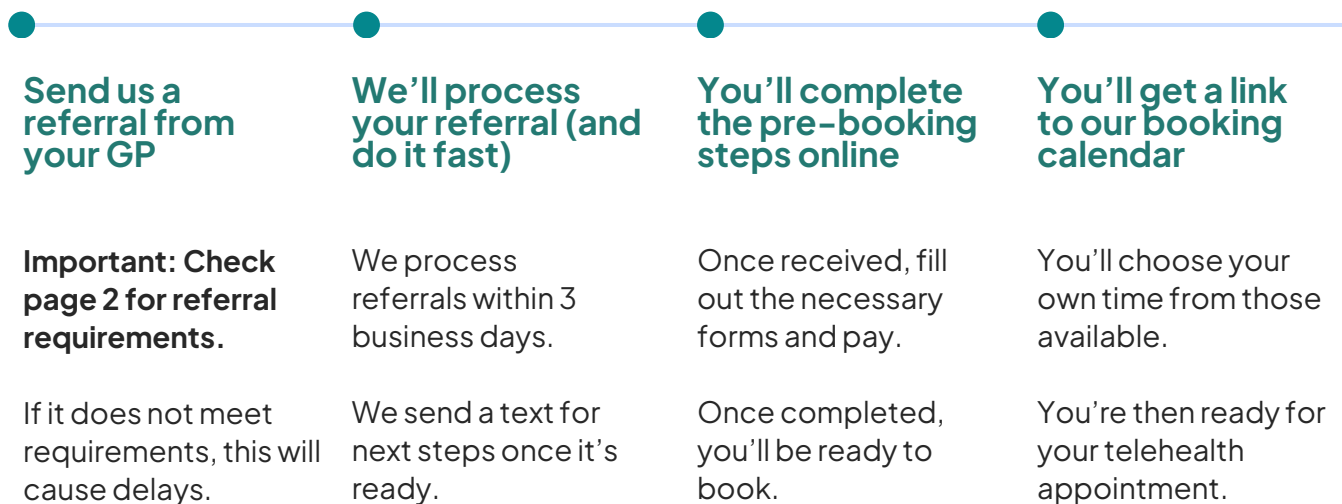 Send us a
referral from
your GP
Important: Check
page 2 for referral
requirements.
If it does not meet
requirements, this will
cause delays.
We'll process
your referral (and
do it fast)
We process
referrals within 3
business days.
We send a text for
next steps once it's
ready.
You'll complete
the pre-booking
steps online
Once received, fill
out the necessary
forms and pay.
Once completed,
you'll be ready to
book.
You'll get a link
to our booking
calendar
You'll choose your
own time from those
available.
You're then ready for
your telehealth
appointment.